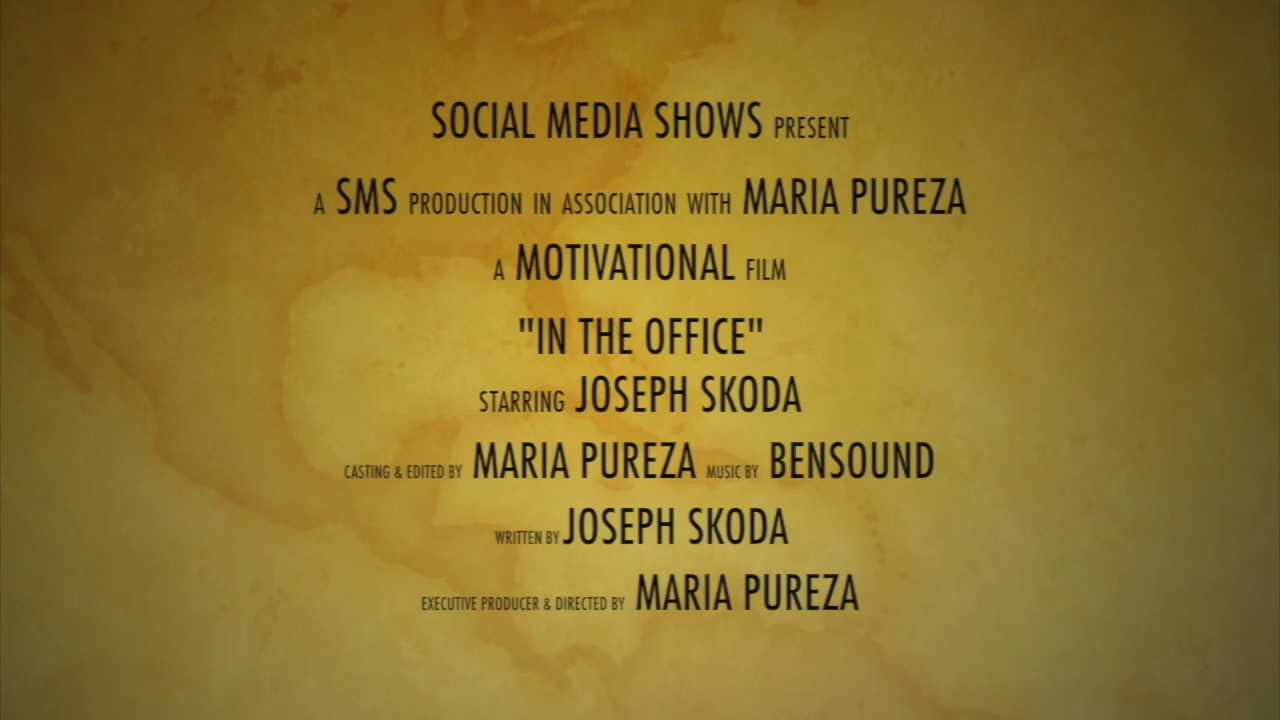 SOCIAL MEDIA SHOWS PRESENT
A SMS PRODUCTION IN ASSOCIATION WITH MARIA PUREZA
A MOTIVATIONAL FILM
"IN THE OFFICE"
STARRING JOSEPH SKODA
CASTING & EDITED BY MARIA PUREZA MUSIC BY BENSOUND
WRITTEN BY JOSEPH SKODA
EXECUTIVE PRODUCER & DIRECTED BY MARIA PUREZA